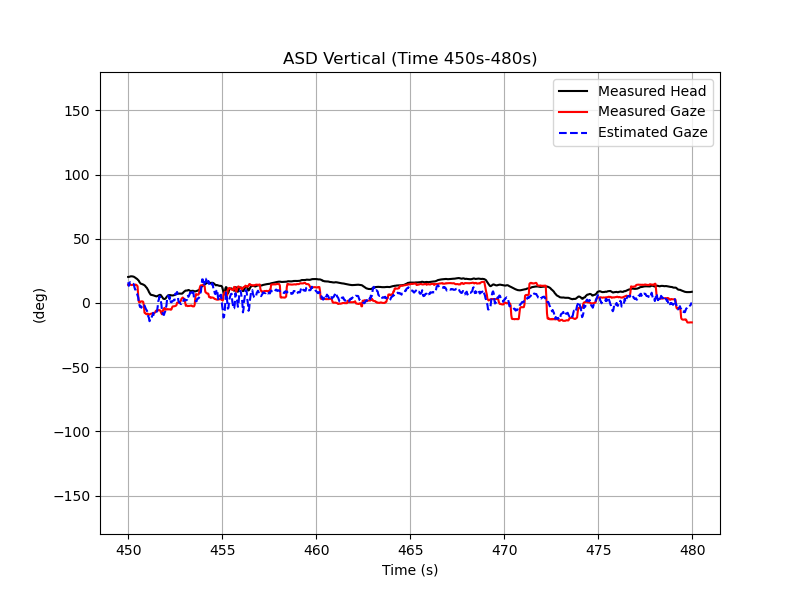 ASD Vertical (Time 450s-480s)
Measured Head
Measured Gaze
Estimated Gaze
150
100
50
0
−50
−100
−150
(deg)
450 455 460 465 470 475 480
Time (s)